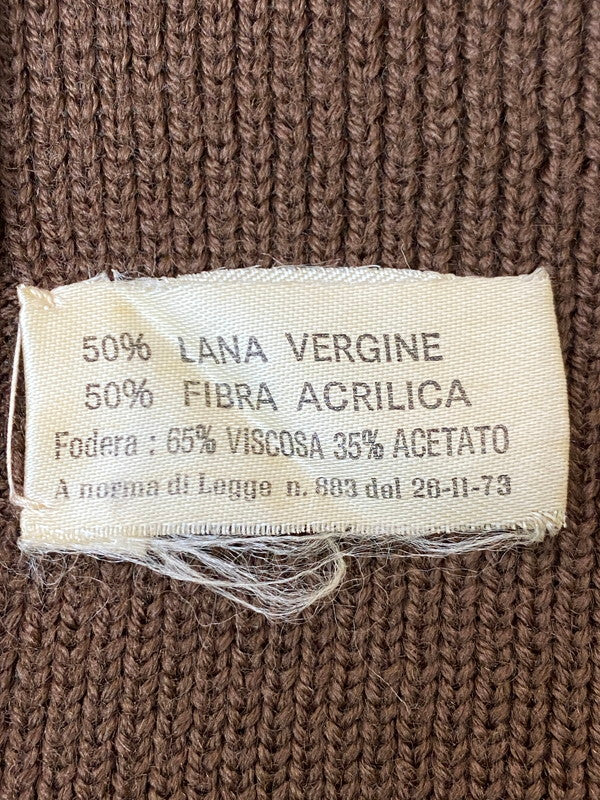 50% LANA VERGINE
50% FIBRA ACRILICA
Fodera : 65% VISCOSA 35% ACETATO
A norma di Legge n. 883 del 26-11-73